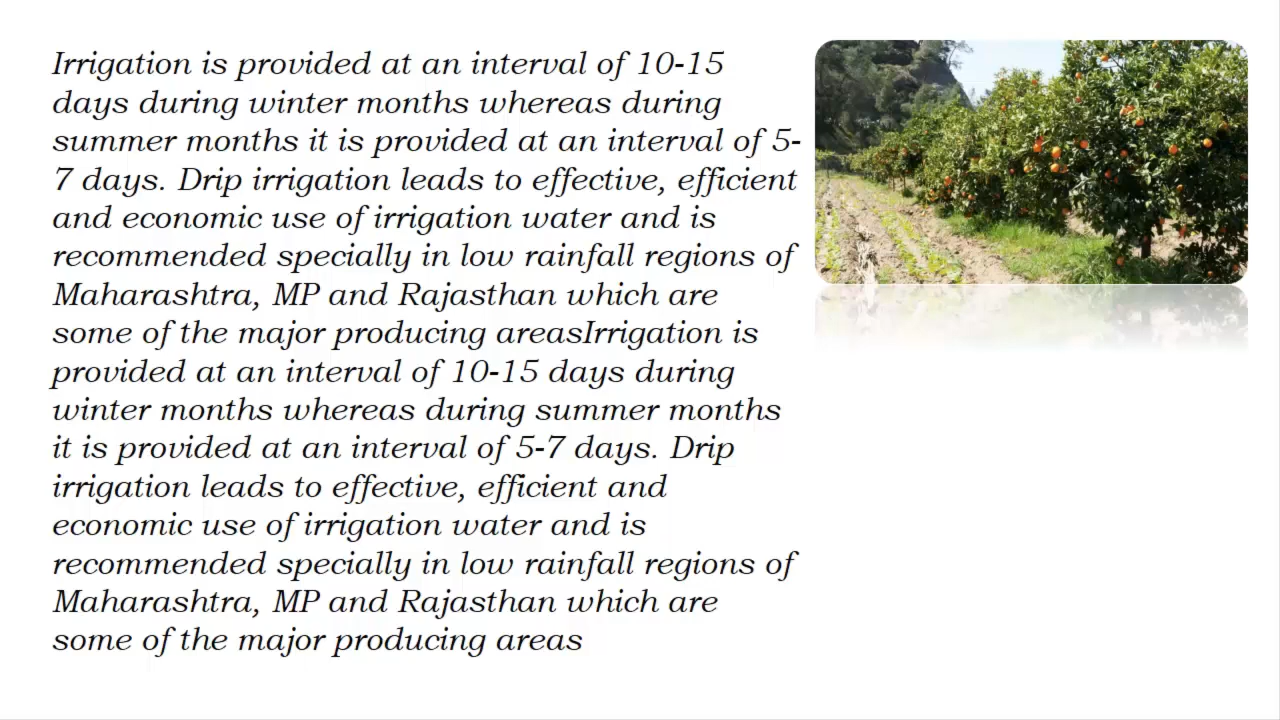 Irrigation is provided at an interval of 10-15
days during winter months whereas during
summer months it is provided at an interval of 5-
7 days. Drip irrigation leads to effective, efficient
and economic use of irrigation water and is
recommended specially in low rainfall regions of
Maharashtra, MP and Rajasthan which are
some of the major producing areasIrrigation is
provided at an interval of 10-15 days during
winter months whereas during summer months
it is provided at an interval of 5-7 days. Drip
irrigation leads to effective, efficient and
economic use of irrigation water and is
recommended specially in low rainfall regions of
Maharashtra, MP and Rajasthan which are
some of the major producing areas